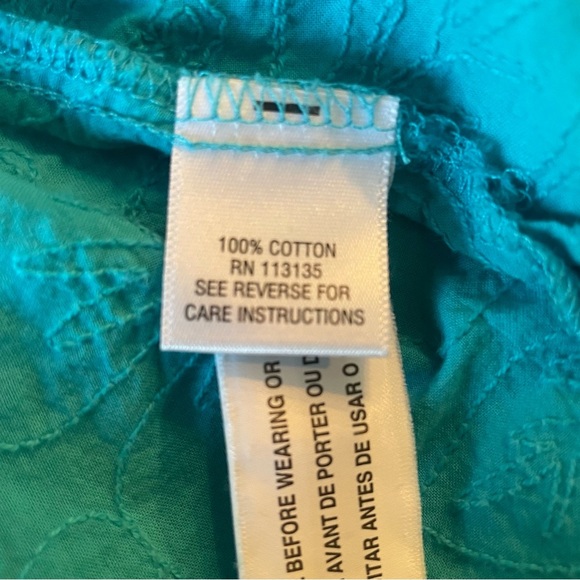 100% COTTON
RN 113135
SEE REVERSE FOR
CARE INSTRUCTIONS
BEFORE WEARING OR
AVANT DE PORTER OU
ANTES DE USAR O